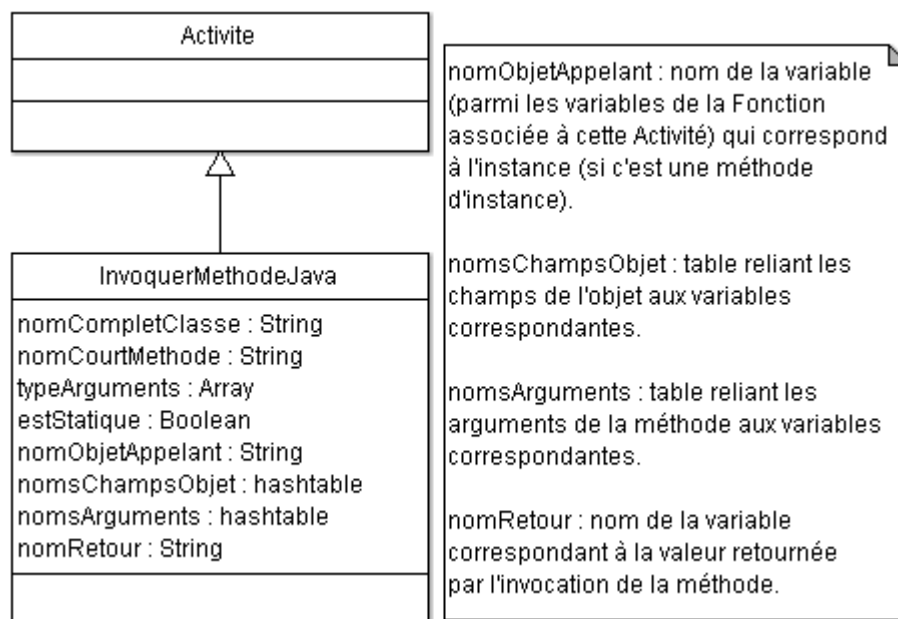 Activite
InvoquerMethodeJava
nomCompletClasse : String
nomCourtMethode : String
typeArguments : Array
estStatique : Boolean
nomObjetAppelant : String
nomsChampsObjet : hashtable
nomsArguments : hashtable
nomRetour : String
nomObjetAppelant : nom de la variable
(parmi les variables de la Fonction
associée à cette Activité) qui correspond
à l'instance (si c'est une méthode
d'instance).
nomsChampsObjet : table reliant les
champs de l'objet aux variables
correspondantes.
nomsArguments : table reliant les
arguments de la méthode aux variables
correspondantes.
nomRetour : nom de la variable
correspondant à la valeur retournée
par l'invocation de la méthode.